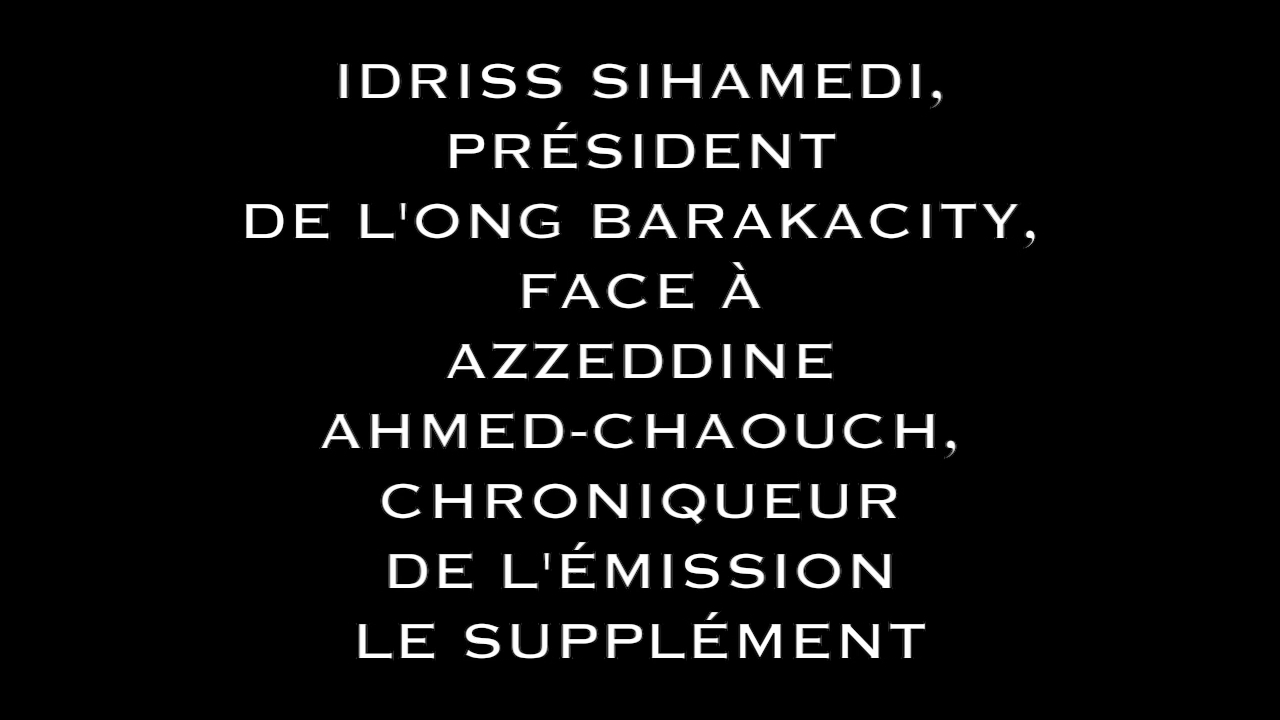 IDRISS SIHAMEDI,
PRÉSIDENT
DE L'ONG BARAKACITY,
FACE À
AZZEDDINE
AHMED-CHAOUCH,
CHRONIQUEUR
DE L'ÉMISSION
LE SUPPLÉMENT